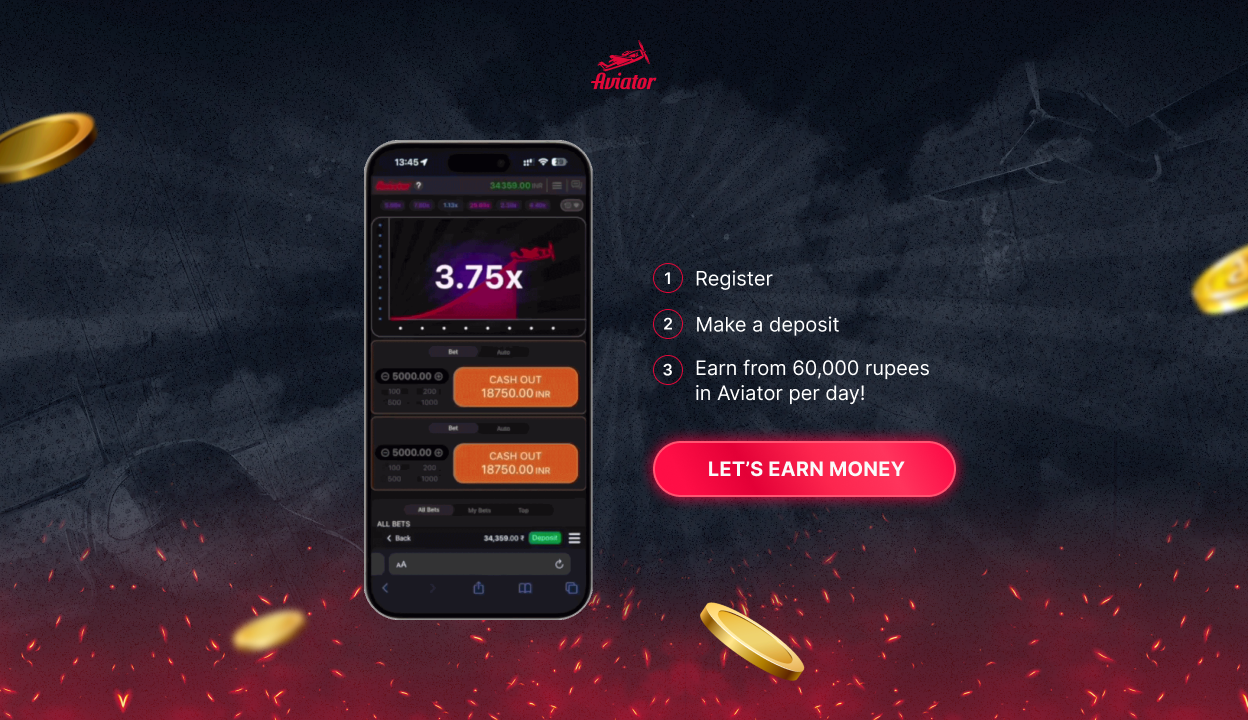 Aviator
13:45
Aviator ?
34359.00 INR
1.13x
3.75x
Bet Auto
5000.00
CASH OUT
18750.00 INR
100 200
500 1000
Bet Auto
5000.00
CASH OUT
18750.00 INR
100 200
500 1000
All Bets My Bets Top
ALL BETS
Back 34,359.00 ₹ Deposit
AA
1 Register
2 Make a deposit
3 Earn from 60,000 rupees
in Aviator per day!
LET'S EARN MONEY